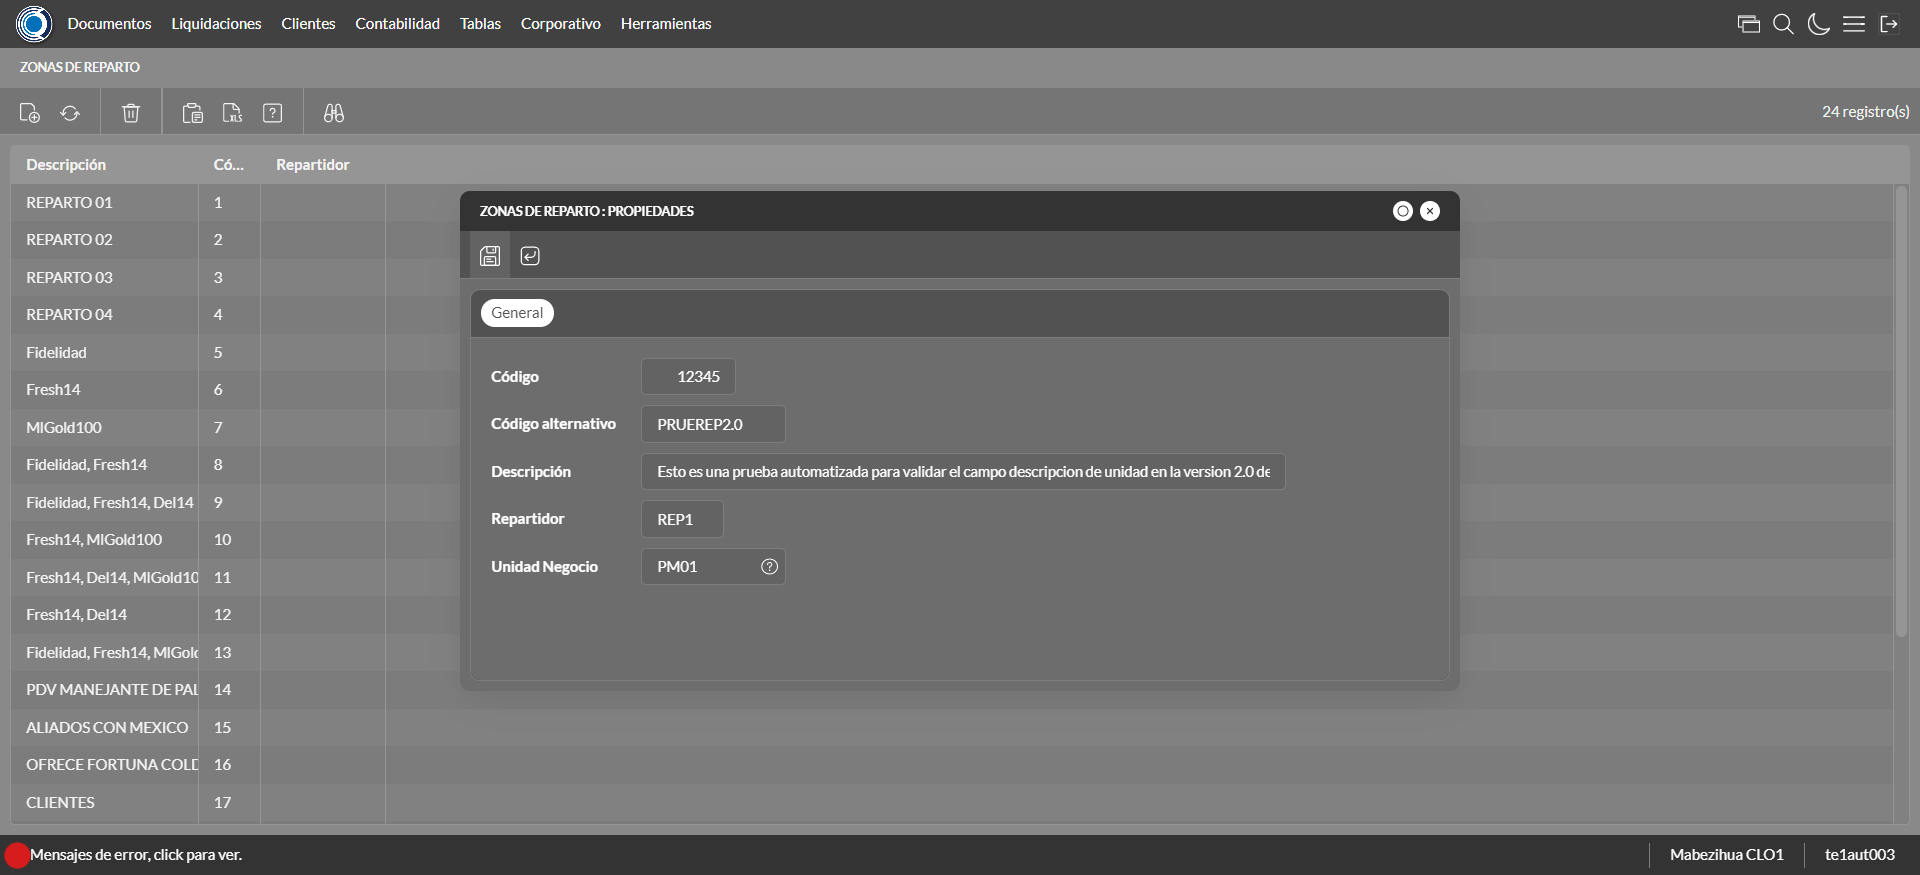 Documentos Liquidaciones Clientes Contabilidad Tablas Corporativo Herramientas
ZONAS DE REPARTO
XLS ? 24 registro(s)
Descripción Có... Repartidor
REPARTO 01 1
REPARTO 02 2
REPARTO 03 3
REPARTO 04 4
Fidelidad 5
Fresh14 6
MIGold100 7
Fidelidad, Fresh14 8
Fidelidad, Fresh14, Del14 9
Fresh14, MIGold100 10
Fresh14, Del14, MIGold10 11
Fresh14, Del14 12
Fidelidad, Fresh14, MIGol 13
PDV MANEJANTE DE PAL 14
ALIADOS CON MEXICO 15
OFRECE FORTUNA COLD 16
CLIENTES 17
ZONAS DE REPARTO : PROPIEDADES
General
Código 12345
Código alternativo PRUEREP2.0
Descripción Esto es una prueba automatizada para validar el campo descripcion de unidad en la version 2.0 de
Repartidor REP1
Unidad Negocio PM01 ?
Mensajes de error, click para ver. Mabezihua CLO1 te1aut003